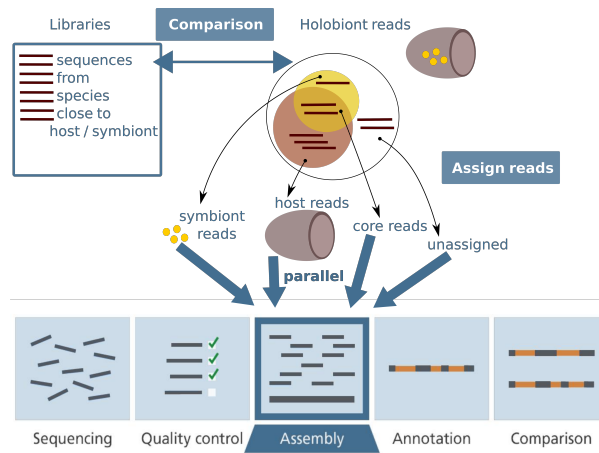 Libraries
Comparison
Holobiont reads
sequences
from
species
close to
host / symbiont
Assign reads
symbiont
reads
host reads
core reads
unassigned
parallel
Sequencing
Quality control
Assembly
Annotation
Comparison